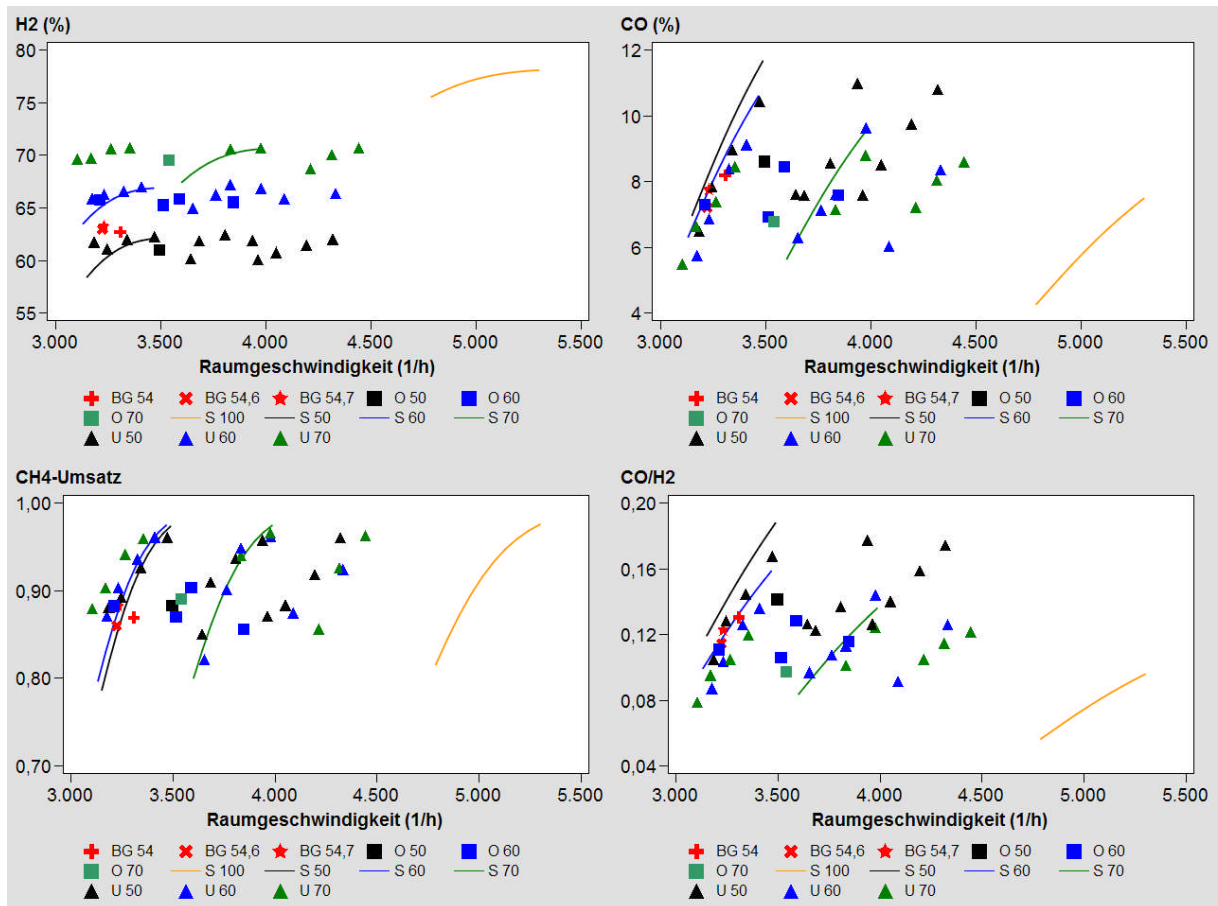 H2 (%)
80
75
70
65
60
55
3.000 3.500 4.000 4.500 5.000 5.500
Raumgeschwindigkeit (1/h)
BG 54 BG 54,6 BG 54,7 O 50 O 60
O 70 S 100 S 50 S 60 S 70
U 50 U 60 U 70
CO (%)
12
10
8
6
4
3.000 3.500 4.000 4.500 5.000 5.500
Raumgeschwindigkeit (1/h)
BG 54 BG 54,6 BG 54,7 O 50 O 60
O 70 S 100 S 50 S 60 S 70
U 50 U 60 U 70
CH4-Umsatz
1,00
0,90
0,80
0,70
3.000 3.500 4.000 4.500 5.000 5.500
Raumgeschwindigkeit (1/h)
BG 54 BG 54,6 BG 54,7 O 50 O 60
O 70 S 100 S 50 S 60 S 70
U 50 U 60 U 70
CO/H2
0,20
0,16
0,12
0,08
0,04
3.000 3.500 4.000 4.500 5.000 5.500
Raumgeschwindigkeit (1/h)
BG 54 BG 54,6 BG 54,7 O 50 O 60
O 70 S 100 S 50 S 60 S 70
U 50 U 60 U 70